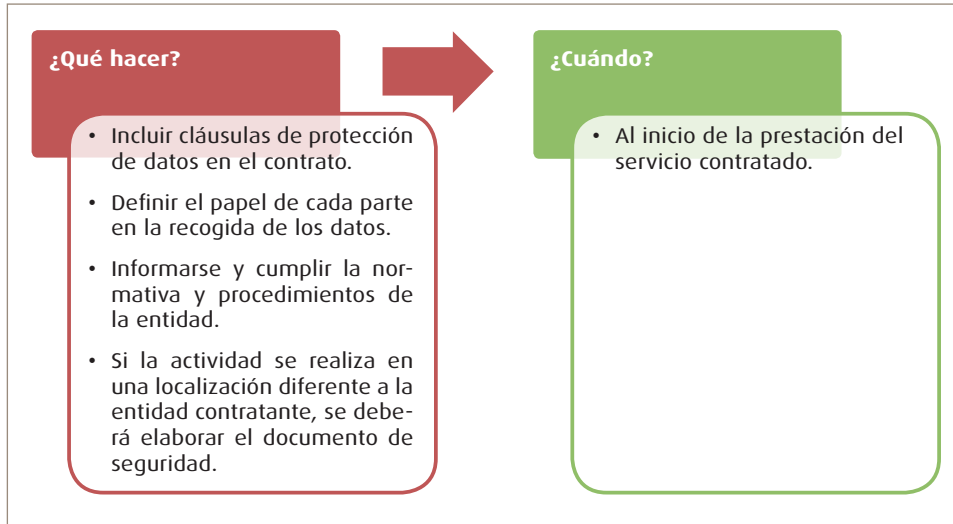 ¿Qué hacer?
• Incluir cláusulas de protección
de datos en el contrato.
• Definir el papel de cada parte
en la recogida de los datos.
• Informarse y cumplir la nor-
mativa y procedimientos de
la entidad.
• Si la actividad se realiza en
una localización diferente a la
entidad contratante, se debe-
rá elaborar el documento de
seguridad.
¿Cuándo?
• Al inicio de la prestación del
servicio contratado.